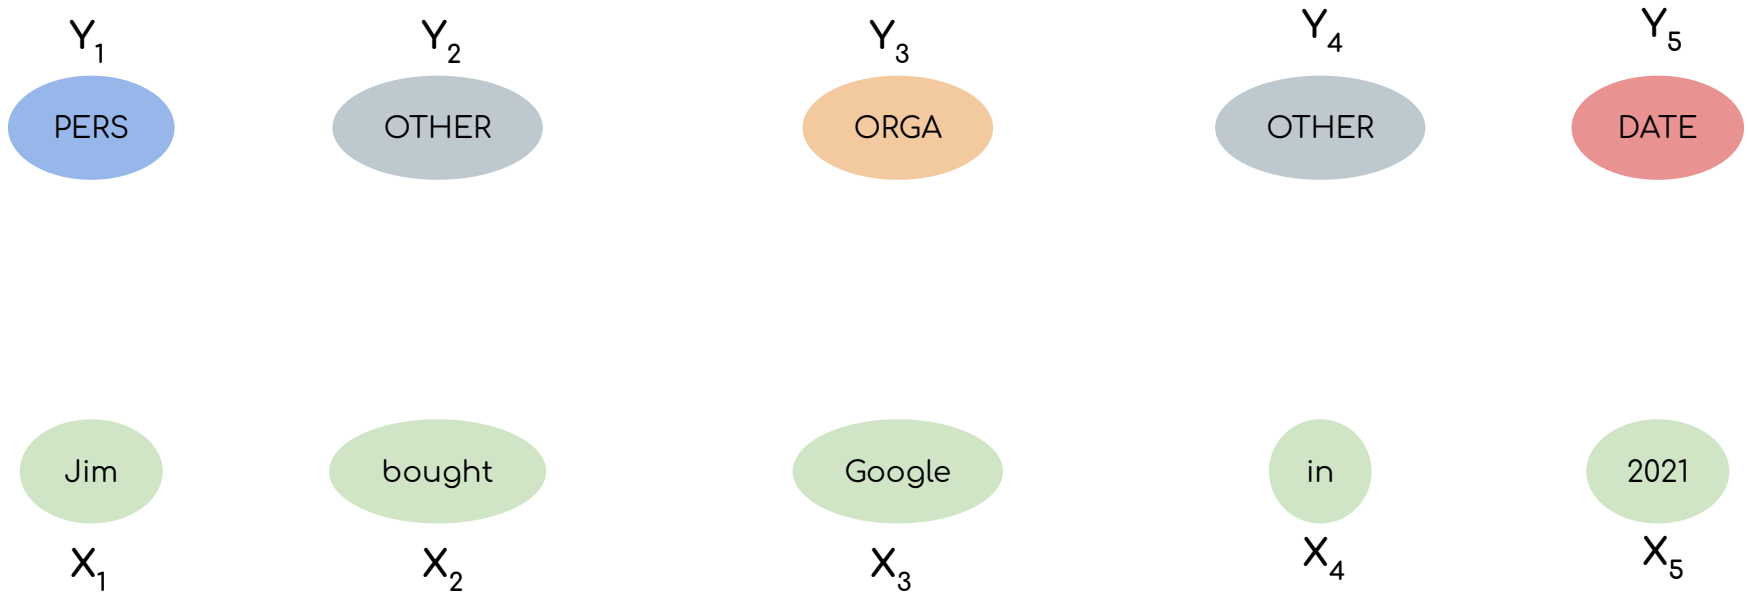 Y1 Y2 Y3 Y4 Y5
PERS OTHER ORGA OTHER DATE
Jim bought Google in 2021
X1 X2 X3 X4 X5